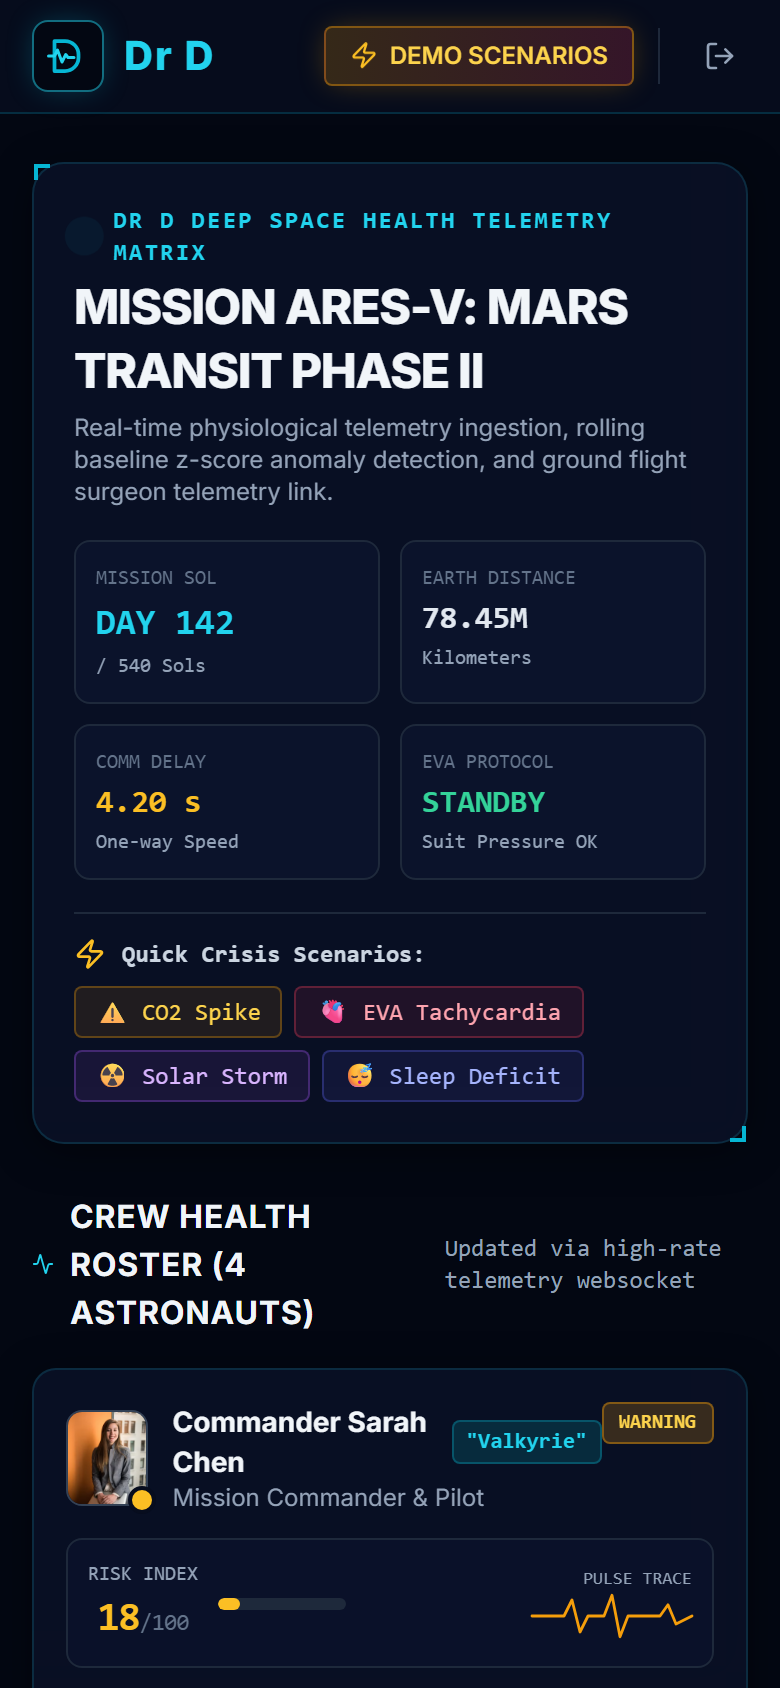 Dr D
DEMO SCENARIOS
DR D DEEP SPACE HEALTH TELEMETRY
MATRIX
MISSION ARES-V: MARS
TRANSIT PHASE II
Real-time physiological telemetry ingestion, rolling
baseline z-score anomaly detection, and ground flight
surgeon telemetry link.
MISSION SOL
DAY 142
/ 540 Sols
EARTH DISTANCE
78.45M
Kilometers
COMM DELAY
4.20 s
One-way Speed
EVA PROTOCOL
STANDBY
Suit Pressure OK
Quick Crisis Scenarios:
CO2 Spike
EVA Tachycardia
Solar Storm
Sleep Deficit
CREW HEALTH
ROSTER (4
ASTRONAUTS)
Updated via high-rate
telemetry websocket
Commander Sarah
Chen
"Valkyrie"
WARNING
Mission Commander & Pilot
RISK INDEX
18/100
PULSE TRACE